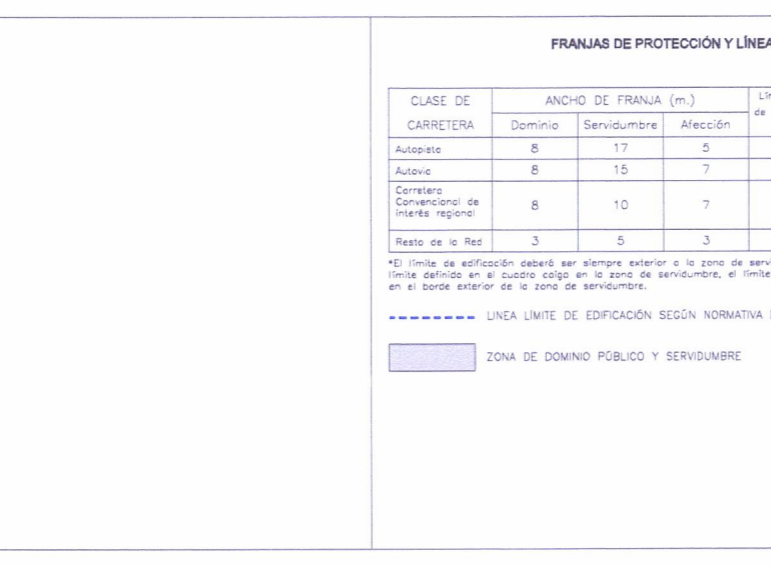 FRANJAS DE PROTECCIÓN Y LÍNEA
CLASE DE CARRETERA
ANCHO DE FRANJA (m.)
Lín
de
Dominio Servidumbre Afección
Autopista 8 17 5
Autovía 8 15 7
Carretera
Convencional de
interés regional 8 10 7
Resto de la Red 3 5 3
*El límite de edificación deberá ser siempre exterior a la zona de servi
límite definido en el cuadro caiga en la zona de servidumbre, el límite
en el borde exterior de la zona de servidumbre.
LINEA LÍMITE DE EDIFICACIÓN SEGÚN NORMATIVA
ZONA DE DOMINIO PÚBLICO Y SERVIDUMBRE